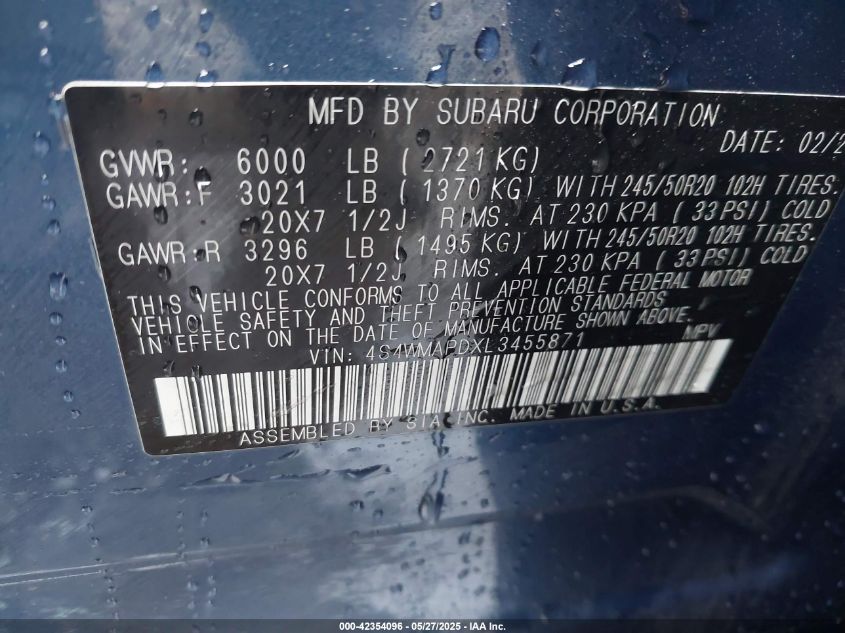 MFD BY SUBARU CORPORATION
DATE: 02/2
GVWR: 6000 LB ( 2721 KG)
GAWR:F 3021 LB ( 1370 KG) WITH 245/50R20 102H TIRES.
20X7 1/2J RIMS. AT 230 KPA ( 33 PSI) COLD
GAWR:R 3296 LB ( 1495 KG) WITH 245/50R20 102H TIRES.
20X7 1/2J RIMS. AT 230 KPA ( 33 PSI) COLD
THIS VEHICLE CONFORMS TO ALL APPLICABLE FEDERAL MOTOR
VEHICLE SAFETY AND THEFT PREVENTION STANDARDS
IN EFFECT ON THE DATE OF MANUFACTURE SHOWN ABOVE.
VIN: 4S4WMAPDXL3455871 MPV
ASSEMBLED BY SIA INC. MADE IN U.S.A.
000-42354096 - 05/27/2025 - IAA Inc.